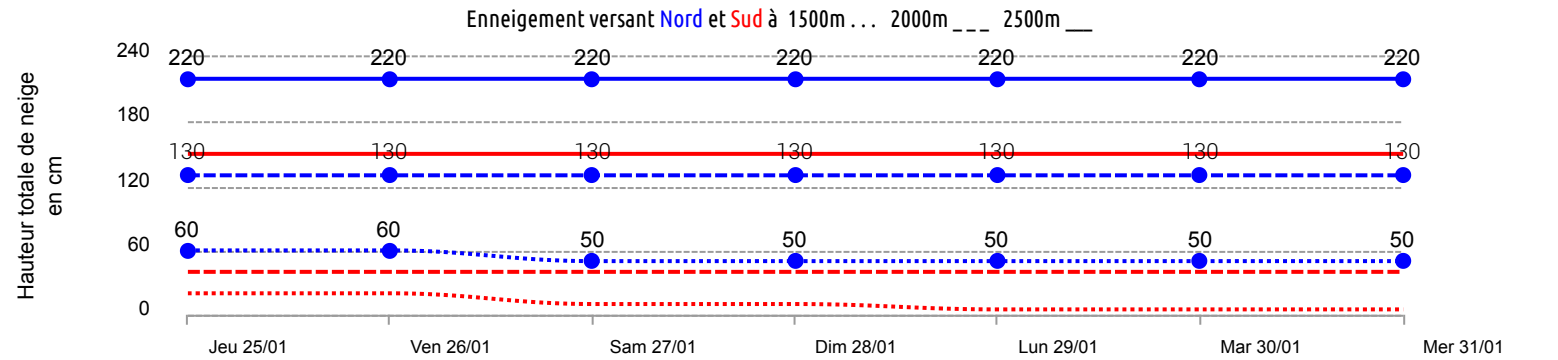 Enneigement versant Nord et Sud à 1500m . . . 2000m _ _ _ 2500m __
Hauteur totale de neige
en cm
240
220 220 220 220 220 220 220
180
130 130 130 130 130 130 130
120
60 60 50 50 50 50 50
60
0
Jeu 25/01 Ven 26/01 Sam 27/01 Dim 28/01 Lun 29/01 Mar 30/01 Mer 31/01